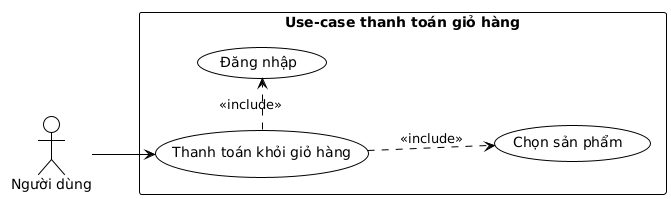 Use-case thanh toán giỏ hàng
Đăng nhập
«include»
«include»
Chọn sản phẩm
Thanh toán khỏi giỏ hàng
Người dùng